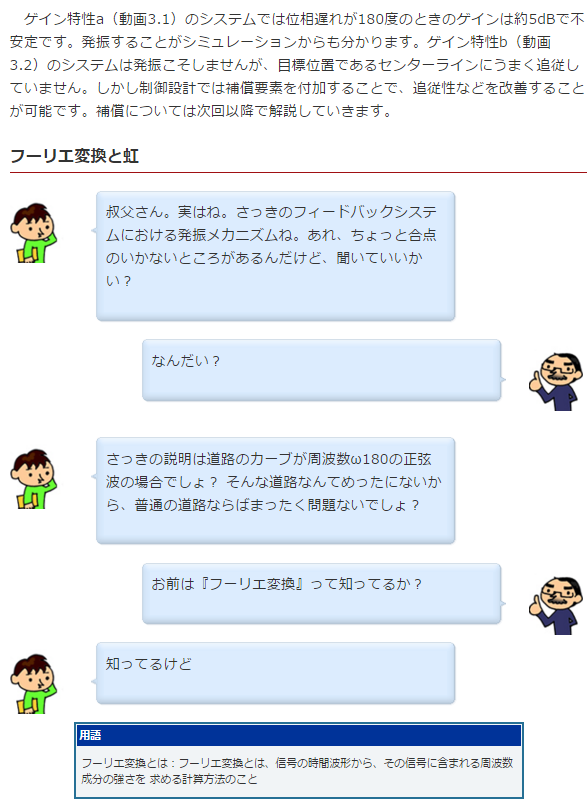 ゲイン特性a（動画3.1）のシステムでは位相遅れが180度のときのゲインは約5dBで不
安定です。発振することがシミュレーションからも分かります。ゲイン特性b（動画
3.2）のシステムは発振こそしませんが、目標位置であるセンターラインにうまく追従し
ていません。しかし制御設計では補償要素を付加することで、追従性などを改善すること
が可能です。補償については次回以降で解説していきます。
フーリエ変換と虹
叔父さん。実はね。さっきのフィードバックシステ
ムにおける発振メカニズムね。あれ、ちょっと合点
のいかないところがあるんだけど、聞いていいか
い？
なんだい？
さっきの説明は道路のカーブが周波数ω180の正弦
波の場合でしょ？ そんな道路なんてめったにないか
ら、普通の道路ならばまったく問題ないでしょ？
お前は『フーリエ変換』って知ってるか？
知ってるけど
用語
フーリエ変換とは：フーリエ変換とは、信号の時間波形から、その信号に含まれる周波数
成分の強さを 求める計算方法のこと